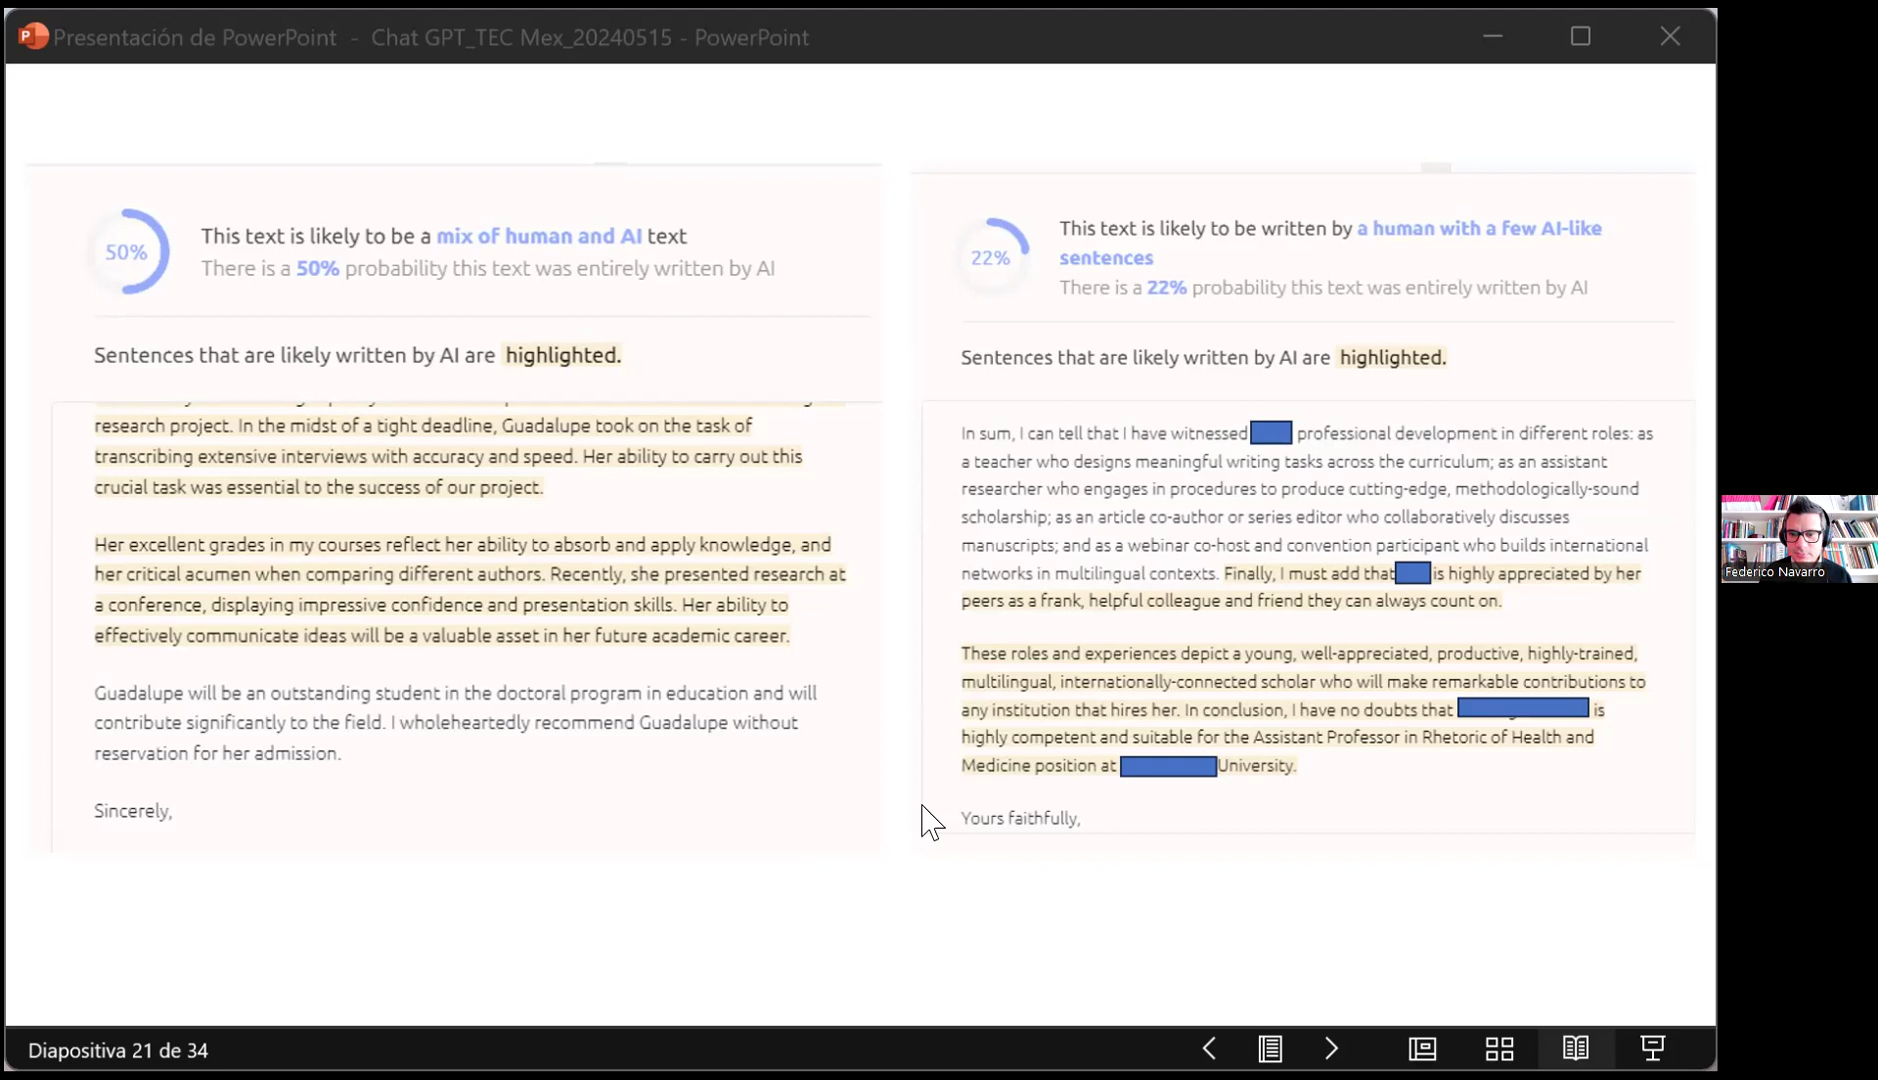 Presentación de PowerPoint - Chat GPT_TEC Mex_20240515 - PowerPoint
50%
This text is likely to be a mix of human and AI text
There is a 50% probability this text was entirely written by AI
Sentences that are likely written by AI are highlighted.
research project. In the midst of a tight deadline, Guadalupe took on the task of
transcribing extensive interviews with accuracy and speed. Her ability to carry out this
crucial task was essential to the success of our project.
Her excellent grades in my courses reflect her ability to absorb and apply knowledge, and
her critical acumen when comparing different authors. Recently, she presented research at
a conference, displaying impressive confidence and presentation skills. Her ability to
effectively communicate ideas will be a valuable asset in her future academic career.
Guadalupe will be an outstanding student in the doctoral program in education and will
contribute significantly to the field. I wholeheartedly recommend Guadalupe without
reservation for her admission.
Sincerely,
22%
This text is likely to be written by a human with a few AI-like
sentences
There is a 22% probability this text was entirely written by AI
Sentences that are likely written by AI are highlighted.
In sum, I can tell that I have witnessed professional development in different roles: as
a teacher who designs meaningful writing tasks across the curriculum; as an assistant
researcher who engages in procedures to produce cutting-edge, methodologically-sound
scholarship; as an article co-author or series editor who collaboratively discusses
manuscripts; and as a webinar co-host and convention participant who builds international
networks in multilingual contexts. Finally, I must add that is highly appreciated by her
peers as a frank, helpful colleague and friend they can always count on.
These roles and experiences depict a young, well-appreciated, productive, highly-trained,
multilingual, internationally-connected scholar who will make remarkable contributions to
any institution that hires her. In conclusion, I have no doubts that is
highly competent and suitable for the Assistant Professor in Rhetoric of Health and
Medicine position at University.
Yours faithfully,
Federico Navarro
Diapositiva 21 de 34